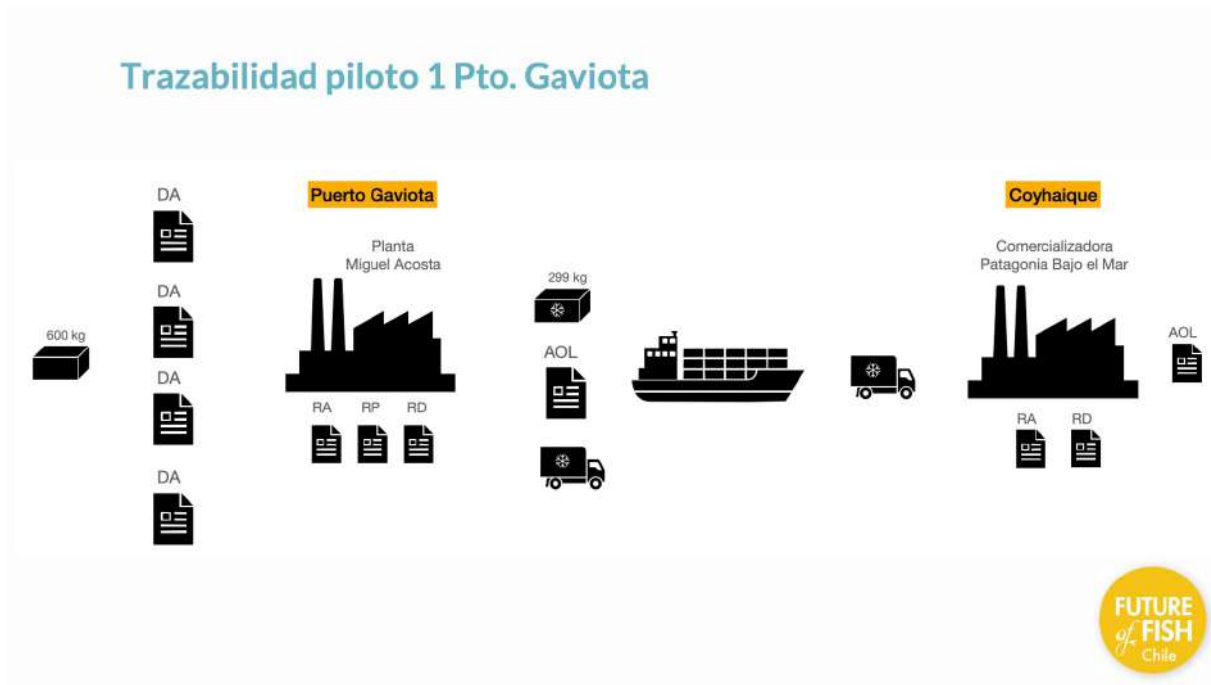 Trazabilidad piloto 1 Pto. Gaviota
600 kg
DA
DA
DA
DA
Puerto Gaviota
Planta
Miguel Acosta
RA RP RD
299 kg
AOL
Coyhaique
Comercializadora
Patagonia Bajo el Mar
RA RD
AOL
FUTURE
of FISH
Chile